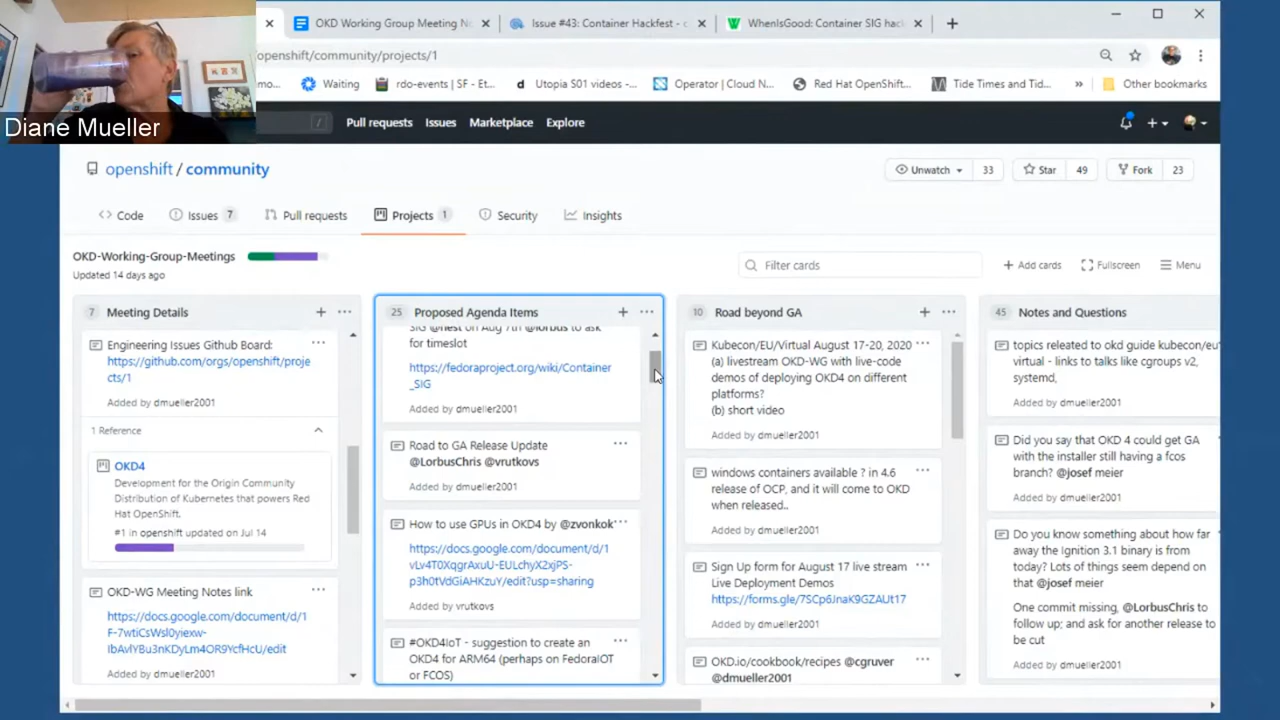 OKD Working Group Meeting No
Issue #43: Container Hackfest - c
WhenIsGood: Container SIG hac
openshift/community/projects/1
mo...
Waiting
rdo-events | SF - Et...
Utopia S01 videos -...
Operator | Cloud N...
Red Hat OpenShift...
Tide Times and Tid...
»
Other bookmarks
Diane Mueller
/
Pull requests
Issues
Marketplace
Explore
openshift / community
Unwatch
33
Star
49
Fork
23
Code
Issues 7
Pull requests
Projects 1
Security
Insights
OKD-Working-Group-Meetings
Updated 14 days ago
Filter cards
+ Add cards
Fullscreen
Menu
7 Meeting Details
Engineering Issues Github Board:
https://github.com/orgs/openshift/proje
cts/1
Added by dmueller2001
1 Reference
OKD4
Development for the Origin Community
Distribution of Kubernetes that powers Red
Hat OpenShift.
#1 in openshift updated on Jul 14
OKD-WG Meeting Notes link
https://docs.google.com/document/d/1
F-7wtiCsWsl0yiexw-
IbAvlYBu3nKDyLm4OR9YcfHcU/edit
Added by dmueller2001
25 Proposed Agenda Items
SIG @nest on Aug 7th @lorbus to ask
for timeslot
https://fedoraproject.org/wiki/Container
_SIG
Added by dmueller2001
Road to GA Release Update
@LorbusChris @vrutkovs
Added by dmueller2001
How to use GPUs in OKD4 by @zvonkok
https://docs.google.com/document/d/1
vLv4T0XqgrAxuU-EULchyX2xjPS-
p3h0tVdGiAHKzuY/edit?usp=sharing
Added by vrutkovs
#OKD4IoT - suggestion to create an
OKD4 for ARM64 (perhaps on FedoraIOT
or FCOS)
10 Road beyond GA
Kubecon/EU/Virtual August 17-20, 2020
(a) livestream OKD-WG with live-code
demos of deploying OKD4 on different
platforms?
(b) short video
Added by dmueller2001
windows containers available ? in 4.6
release of OCP, and it will come to OKD
when released..
Added by dmueller2001
Sign Up form for August 17 live stream
Live Deployment Demos
https://forms.gle/7SCp6JnaK9GZAUt17
Added by dmueller2001
OKD.io/cookbook/recipes @cgruver
@dmueller2001
45 Notes and Questions
topics releated to okd guide kubecon/eu
virtual - links to talks like cgroups v2,
systemd,
Added by dmueller2001
Did you say that OKD 4 could get GA
with the installer still having a fcos
branch? @josef meier
Added by dmueller2001
Do you know something about how far
away the Ignition 3.1 binary is from
today? Lots of things seem depend on
that @josef meier
One commit missing, @LorbusChris to
follow up; and ask for another release to
be cut
Added by dmueller2001